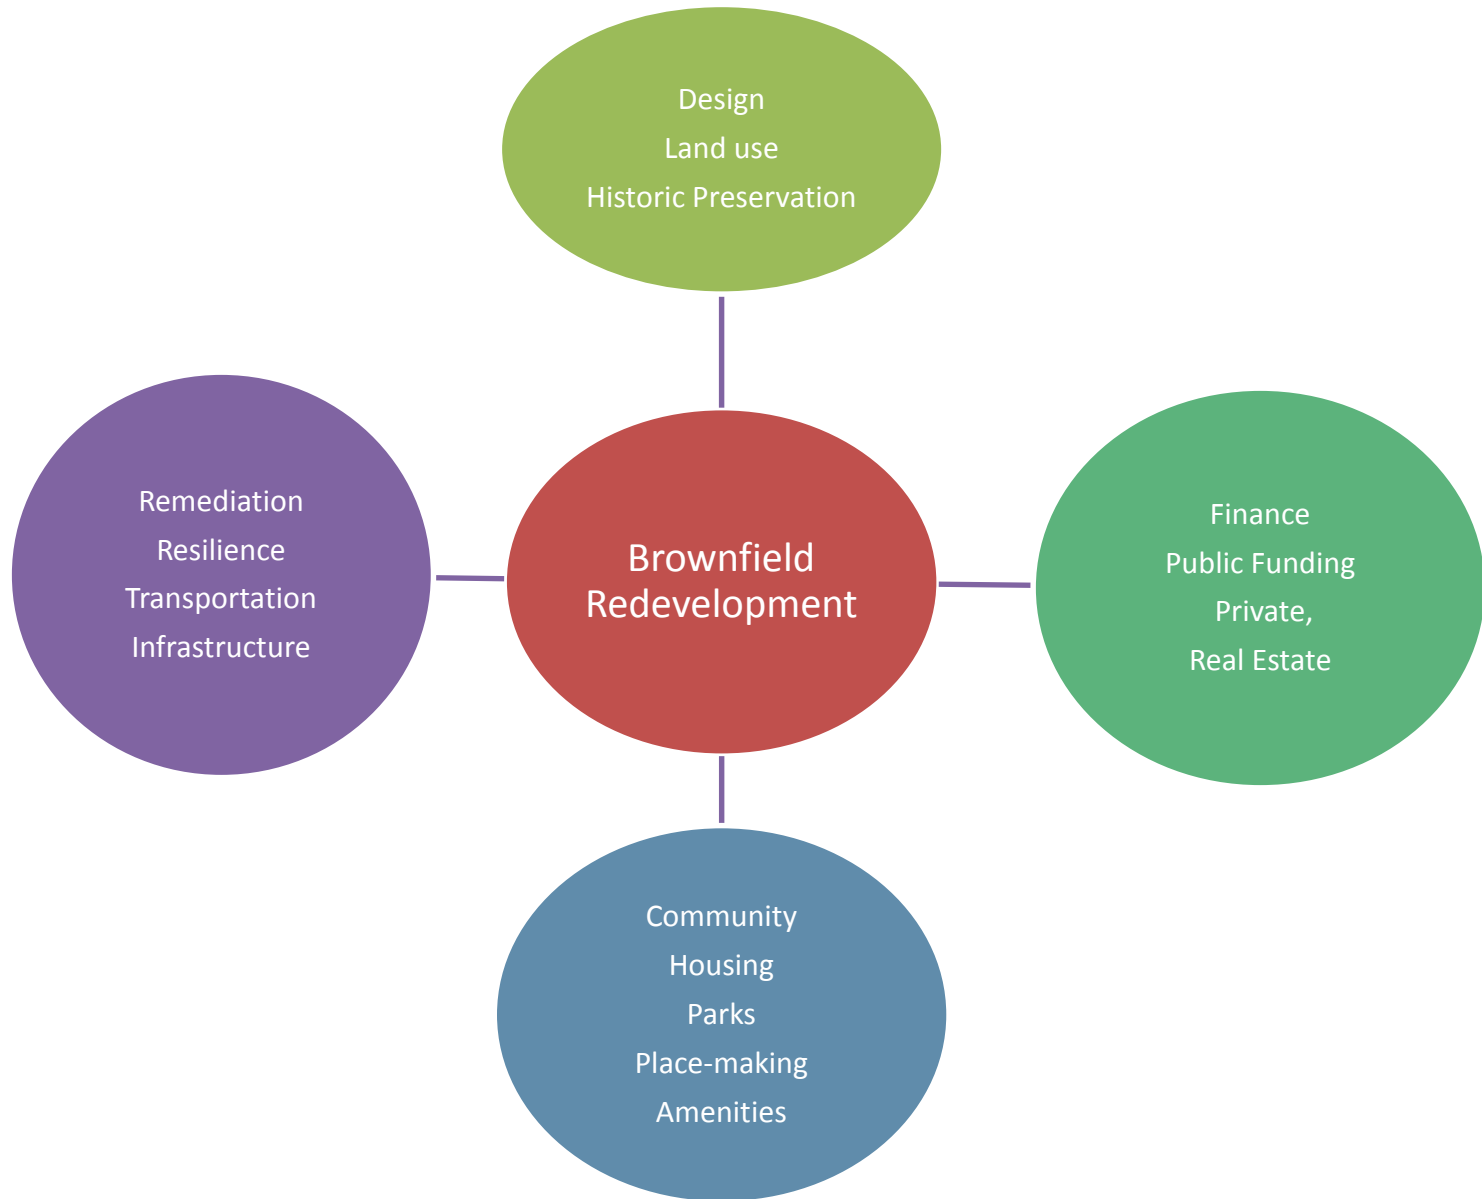 Design
Land use
Historic Preservation
Remediation
Resilience
Transportation
Infrastructure
Brownfield
Redevelopment
Finance
Public Funding
Private,
Real Estate
Community
Housing
Parks
Place-making
Amenities